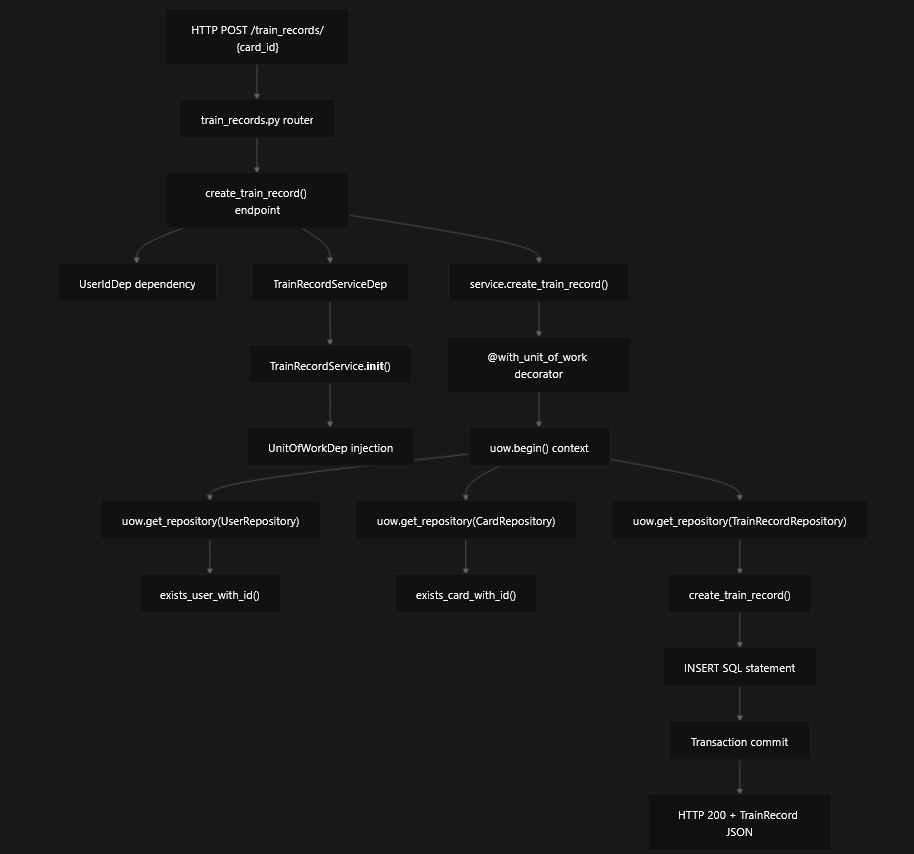 HTTP POST /train_records/
{card_id}
train_records.py router
create_train_record()
endpoint
UserIdDep dependency
TrainRecordServiceDep
service.create_train_record()
TrainRecordService.init()
@with_unit_of_work
decorator
UnitOfWorkDep injection
uow.begin() context
uow.get_repository(UserRepository)
uow.get_repository(CardRepository)
uow.get_repository(TrainRecordRepository)
exists_user_with_id()
exists_card_with_id()
create_train_record()
INSERT SQL statement
Transaction commit
HTTP 200 + TrainRecord
JSON